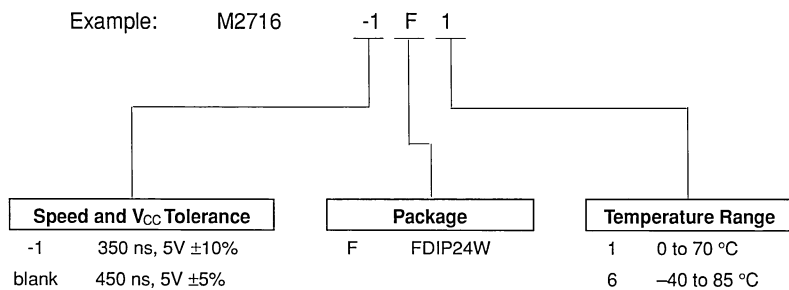 Example: M2716 -1 F 1
Speed and VCC Tolerance
-1 350 ns, 5V ±10%
blank 450 ns, 5V ±5%
Package
F FDIP24W
Temperature Range
1 0 to 70 °C
6 –40 to 85 °C